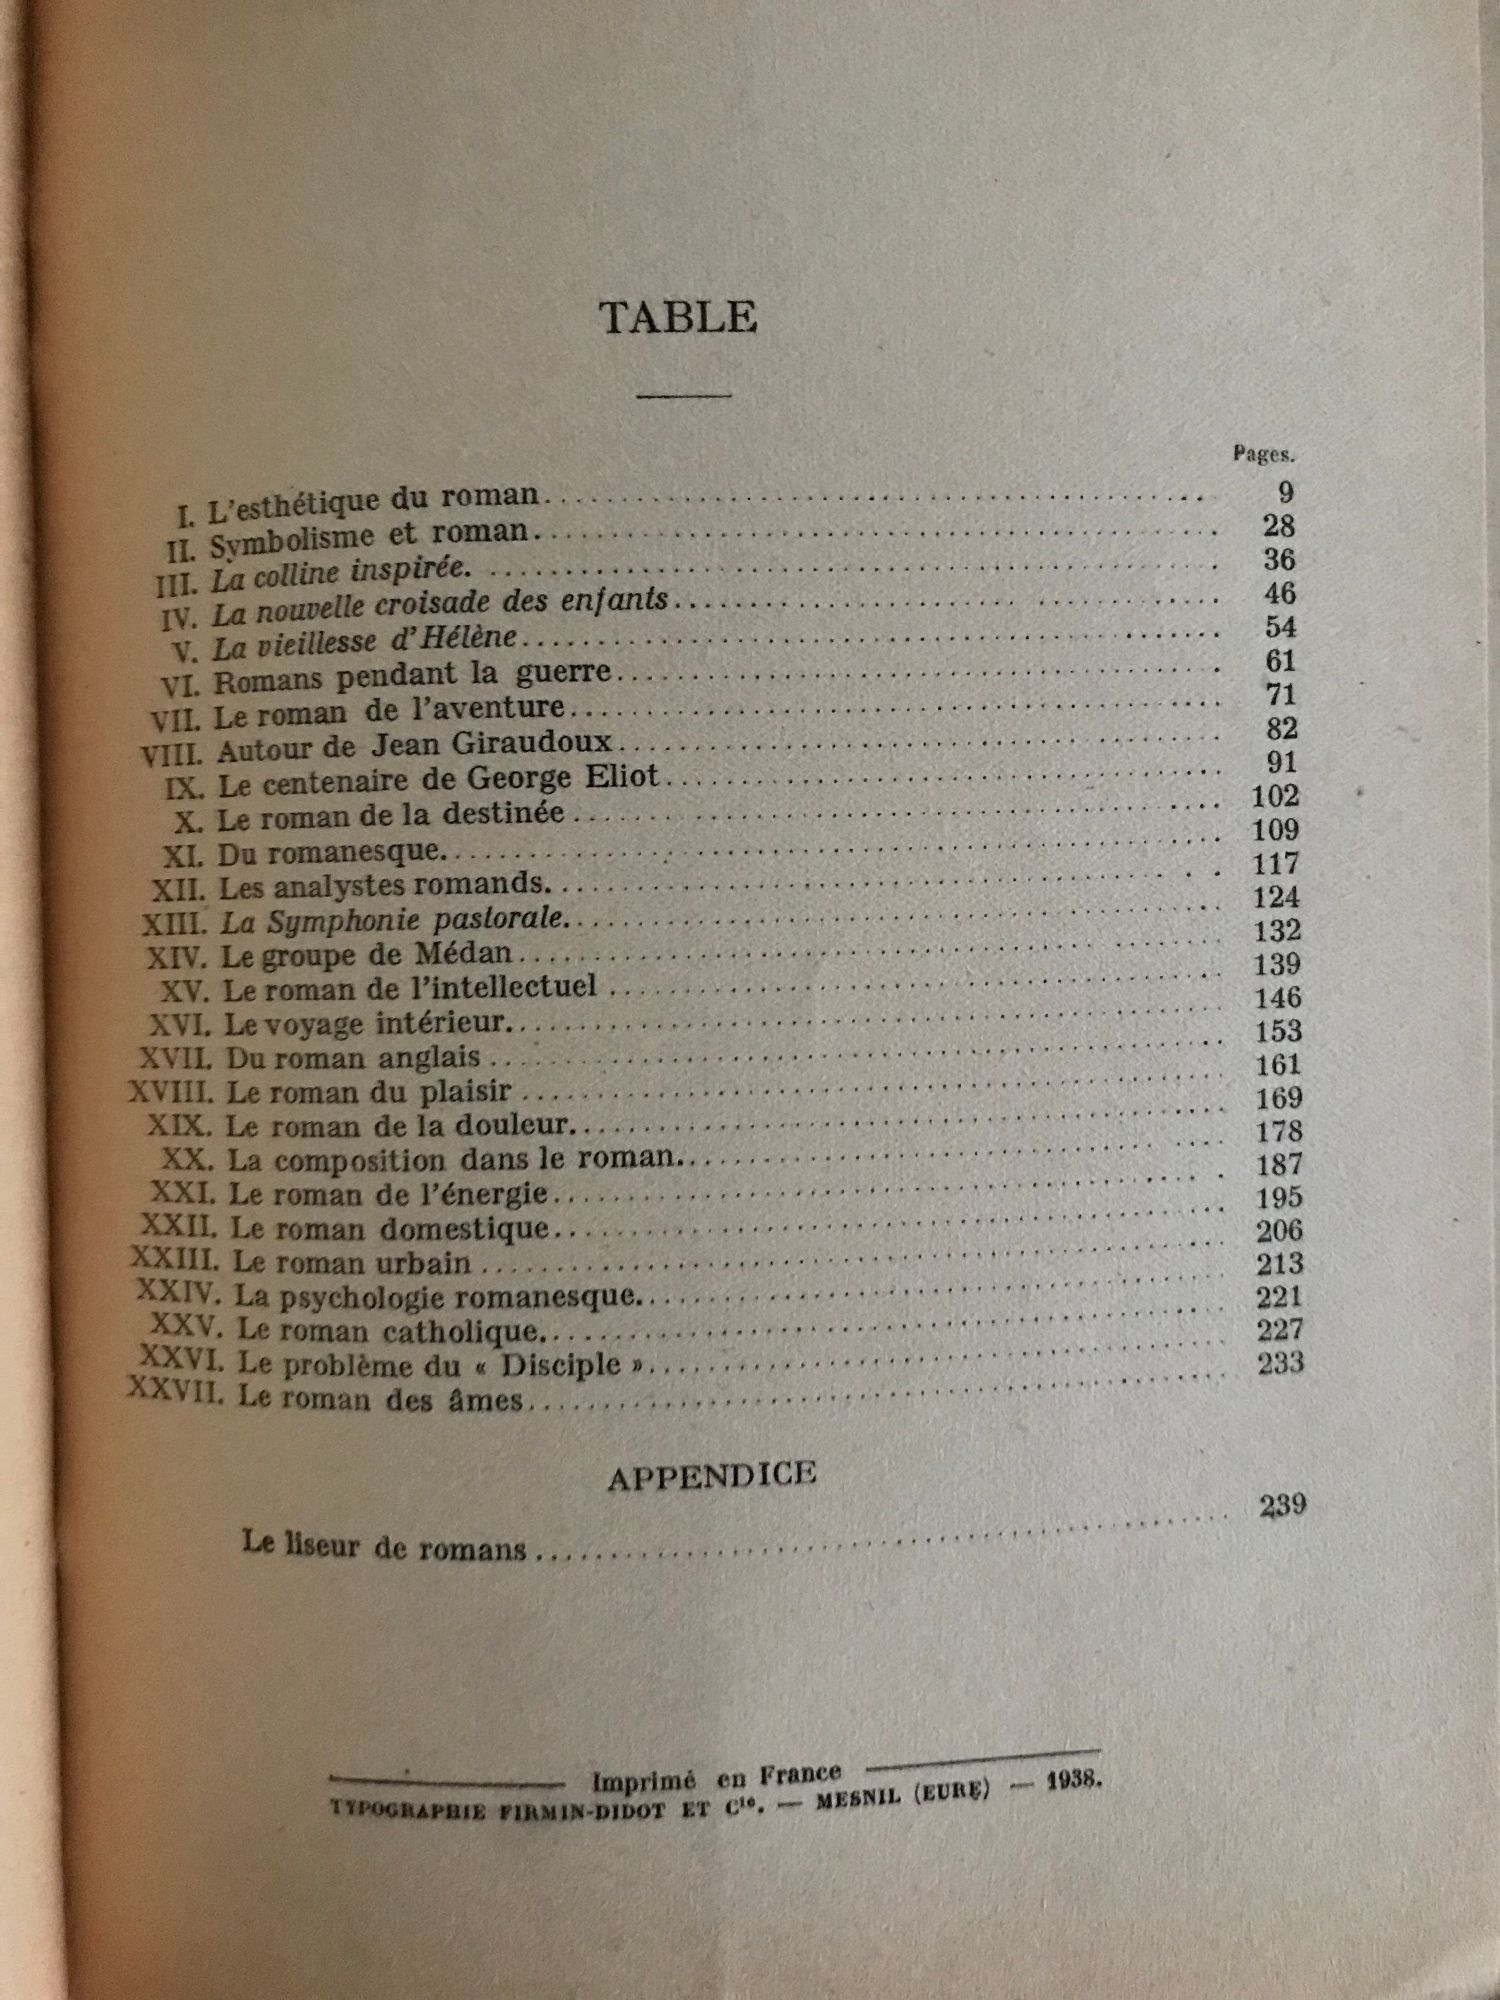 TABLE
Pages.
I. L'esthétique du roman........ 9
II. Symbolisme et roman........ 28
III. La colline inspirée. ........ 36
IV. La nouvelle croisade des enfants........ 46
V. La vieillesse d'Hélène........ 54
VI. Romans pendant la guerre........ 61
VII. Le roman de l'aventure........ 71
VIII. Autour de Jean Giraudoux........ 82
IX. Le centenaire de George Eliot........ 91
X. Le roman de la destinée........ 102
XI. Du romanesque........ 109
XII. Les analystes romands........ 117
XIII. La Symphonie pastorale........ 124
XIV. Le groupe de Médan........ 132
XV. Le roman de l'intellectuel ........ 139
XVI. Le voyage intérieur........ 146
XVII. Du roman anglais ........ 153
XVIII. Le roman du plaisir ........ 161
XIX. Le roman de la douleur........ 169
XX. La composition dans le roman........ 178
XXI. Le roman de l'énergie........ 187
XXII. Le roman domestique........ 195
XXIII. Le roman urbain ........ 206
XXIV. La psychologie romanesque........ 213
XXV. Le roman catholique........ 221
XXVI. Le problème du « Disciple »........ 227
XXVII. Le roman des âmes........ 233
APPENDICE
Le liseur de romans........ 239
Imprimé en France
TYPOGRAPHIE FIRMIN-DIDOT ET Cie. — MESNIL (EURE) — 1938.